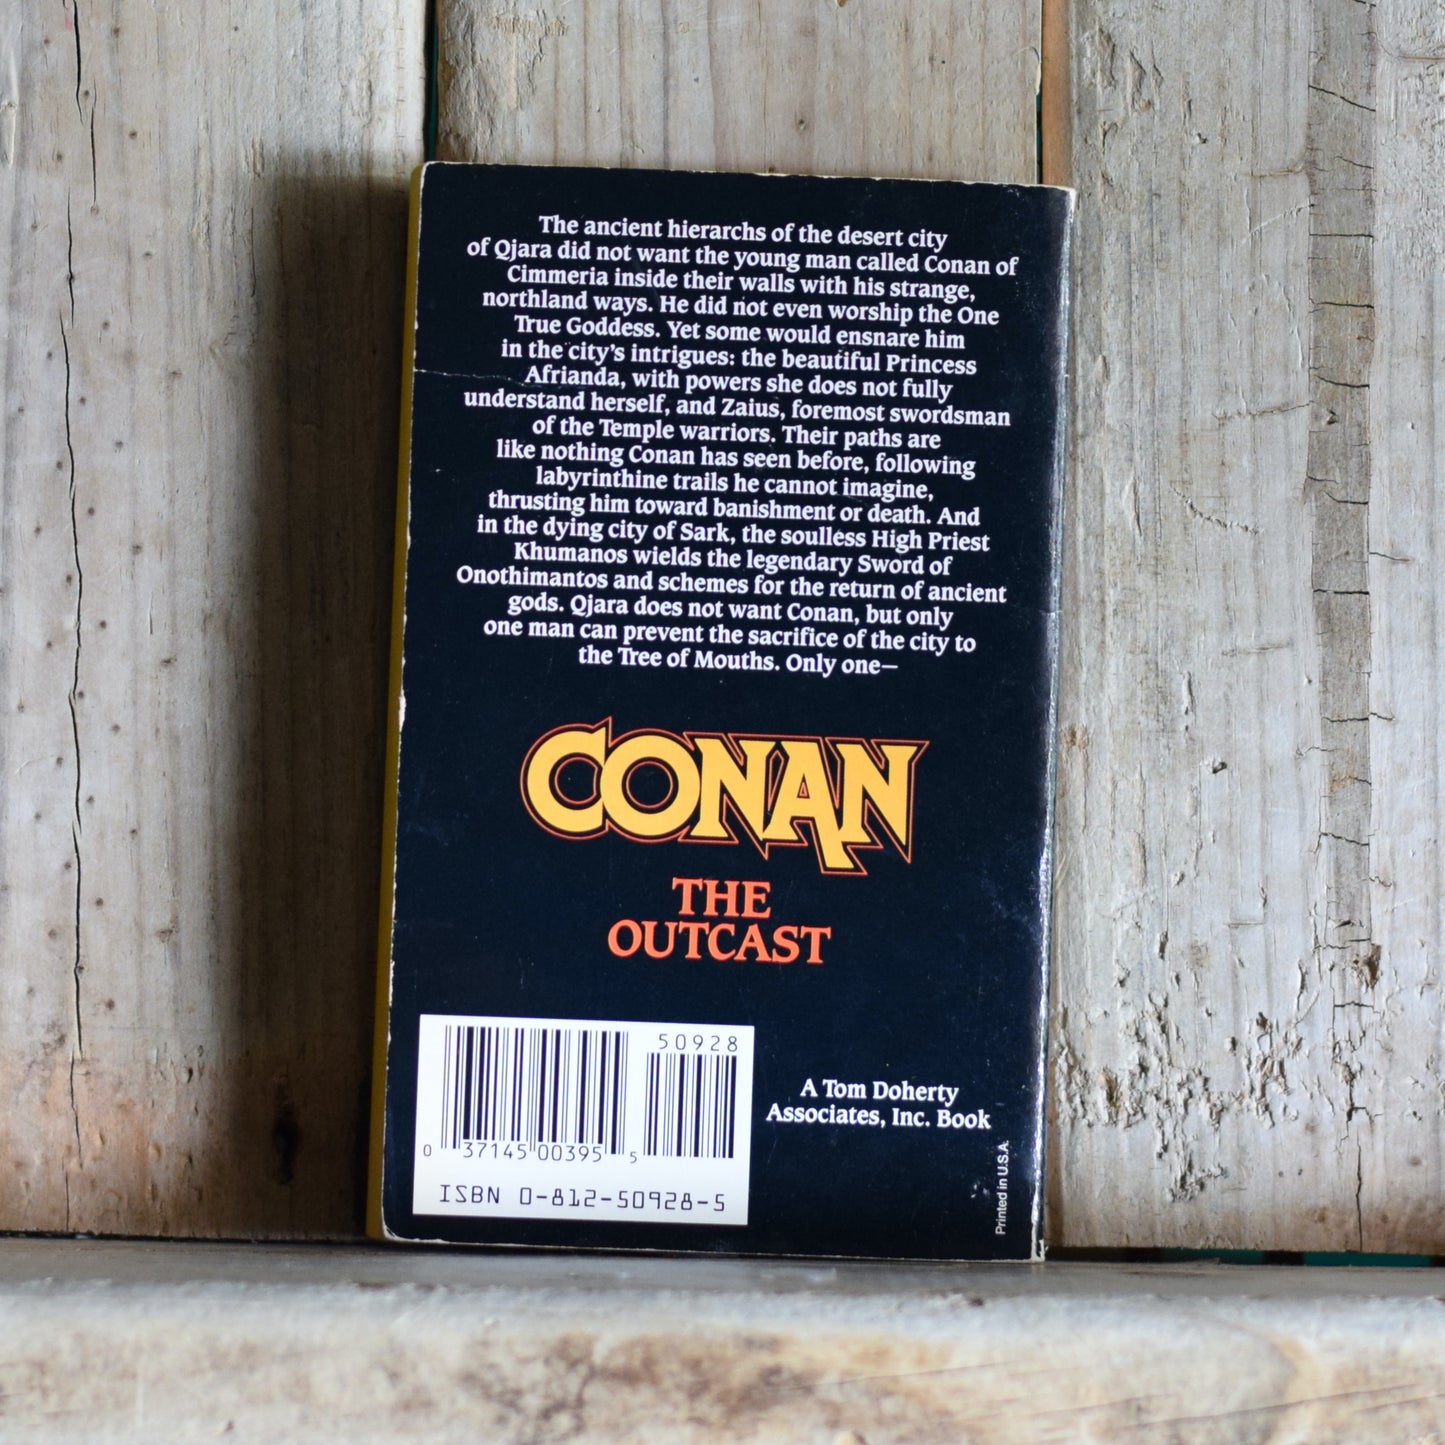 The ancient hierarchs of the desert city
of Qjara did not want the young man called Conan of
Cimmeria inside their walls with his strange,
northland ways. He did not even worship the One
True Goddess. Yet some would ensnare him
in the city's intrigues: the beautiful Princess
Afrianda, with powers she does not fully
understand herself, and Zaius, foremost swordsman
of the Temple warriors. Their paths are
like nothing Conan has seen before, following
labyrinthine trails he cannot imagine,
thrusting him toward banishment or death. And
in the dying city of Sark, the soulless High Priest
Khumanos wields the legendary Sword of
Onothimantos and schemes for the return of ancient
gods. Qjara does not want Conan, but only
one man can prevent the sacrifice of the city to
the Tree of Mouths. Only one—
CONAN
THE
OUTCAST
50928
0 37145 00395 5
ISBN 0-812-50928-5
A Tom Doherty
Associates, Inc. Book
Printed in U.S.A.